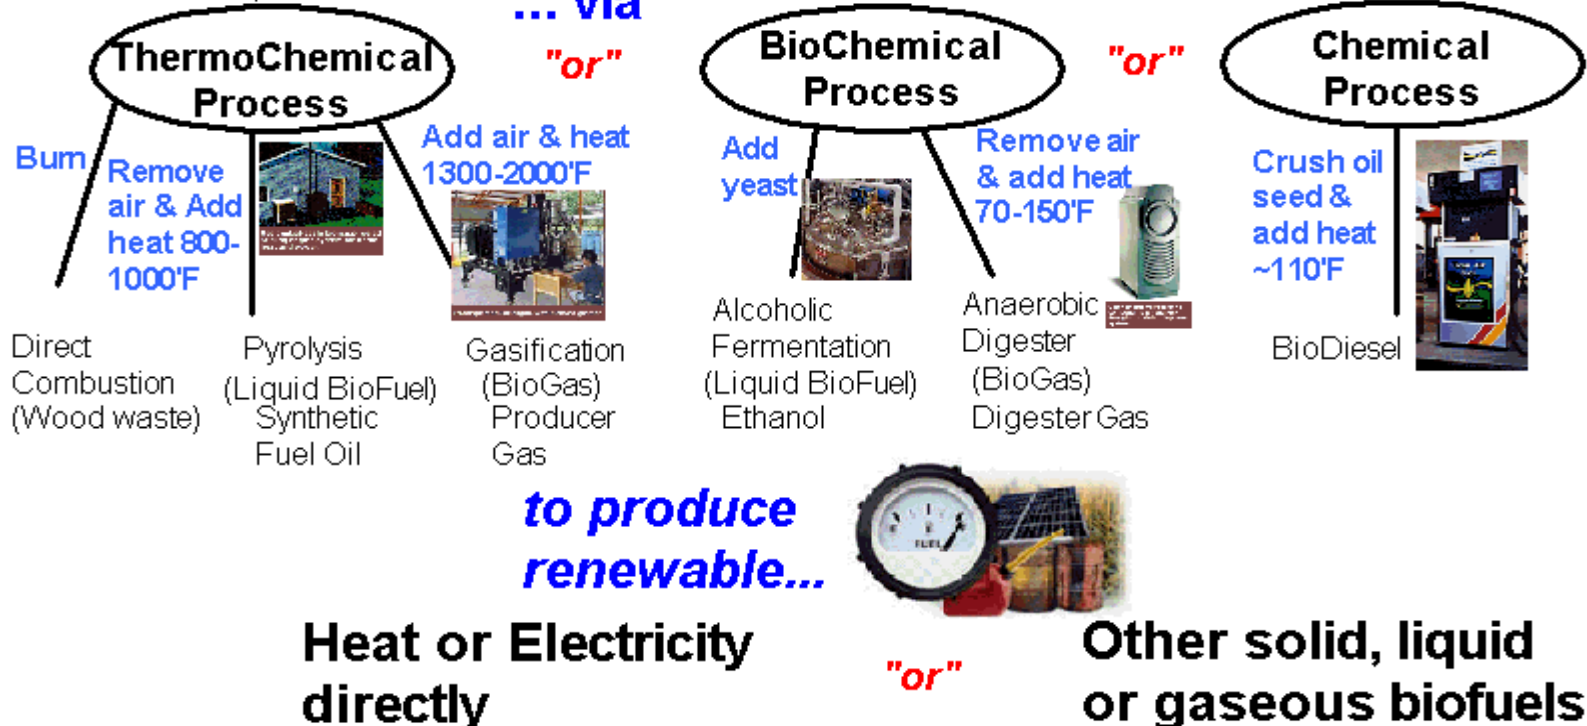 ... via
ThermoChemical
Process
"or"
BioChemical
Process
"or"
Chemical
Process
Burn
Remove
air & Add
heat 800-
1000'F
Add air & heat
1300-2000'F
Add
yeast
Remove air
& add heat
70-150'F
Crush oil
seed &
add heat
~110'F
Direct
Combustion
(Wood waste)
Pyrolysis
(Liquid BioFuel)
Synthetic
Fuel Oil
Gasification
(BioGas)
Producer
Gas
Alcoholic
Fermentation
(Liquid BioFuel)
Ethanol
Anaerobic
Digester
(BioGas)
Digester Gas
BioDiesel
to produce
renewable...
FUEL
Heat or Electricity
directly
"or"
Other solid, liquid
or gaseous biofuels